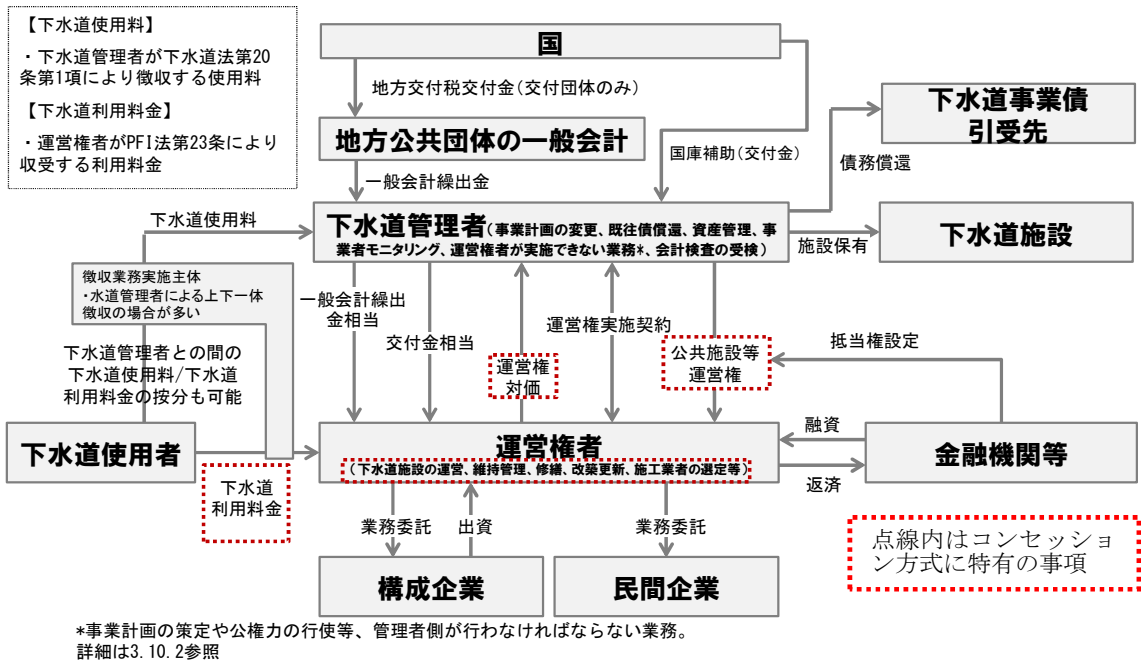 【下水道使用料】
・下水道管理者が下水道法第20
条第1項により徴収する使用料
【下水道利用料金】
・運営権者がPFI法第23条により
収受する利用料金
国
地方交付税交付金(交付団体のみ)
地方公共団体の一般会計
国庫補助(交付金)
下水道事業債
引受先
債務償還
一般会計繰出金
下水道使用料
下水道管理者(事業計画の変更、既往債償還、資産管理、事
業者モニタリング、運営権者が実施できない業務*、会計検査の受検)
施設保有
下水道施設
徴収業務実施主体
・水道管理者による上下一体
徴収の場合が多い
一般会計繰出
金相当
交付金相当
運営権
対価
運営権実施契約
公共施設等
運営権
抵当権設定
下水道管理者との間の
下水道使用料/下水道
利用料金の按分も可能
下水道使用者
運営権者
(下水道施設の運営、維持管理、修繕、改築更新、施工業者の選定等)
融資
返済
金融機関等
下水道
利用料金
業務委託
出資
業務委託
構成企業
民間企業
点線内はコンセッショ
ン方式に特有の事項
*事業計画の策定や公権力の行使等、管理者側が行わなければならない業務。
詳細は3.10.2参照